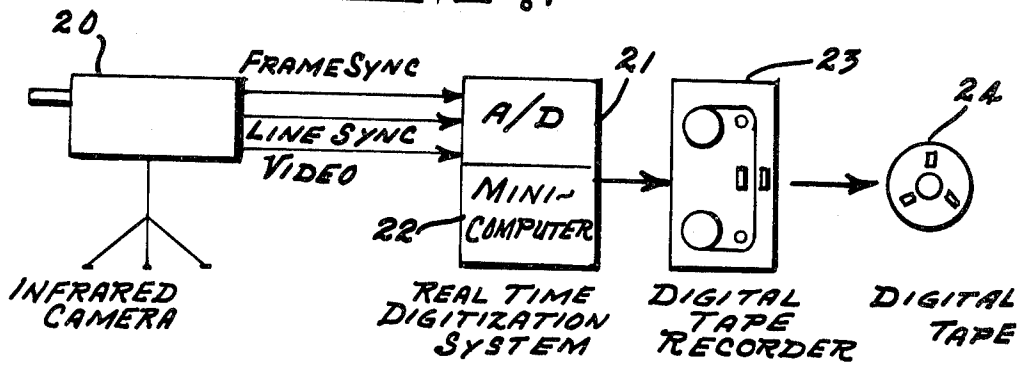 20
FRAME SYNC
LINE SYNC
VIDEO
A/D
21
MINI-
COMPUTER
22
23
24
INFRARED
CAMERA
REAL TIME
DIGITIZATION
SYSTEM
DIGITAL
TAPE
RECORDER
DIGITAL
TAPE